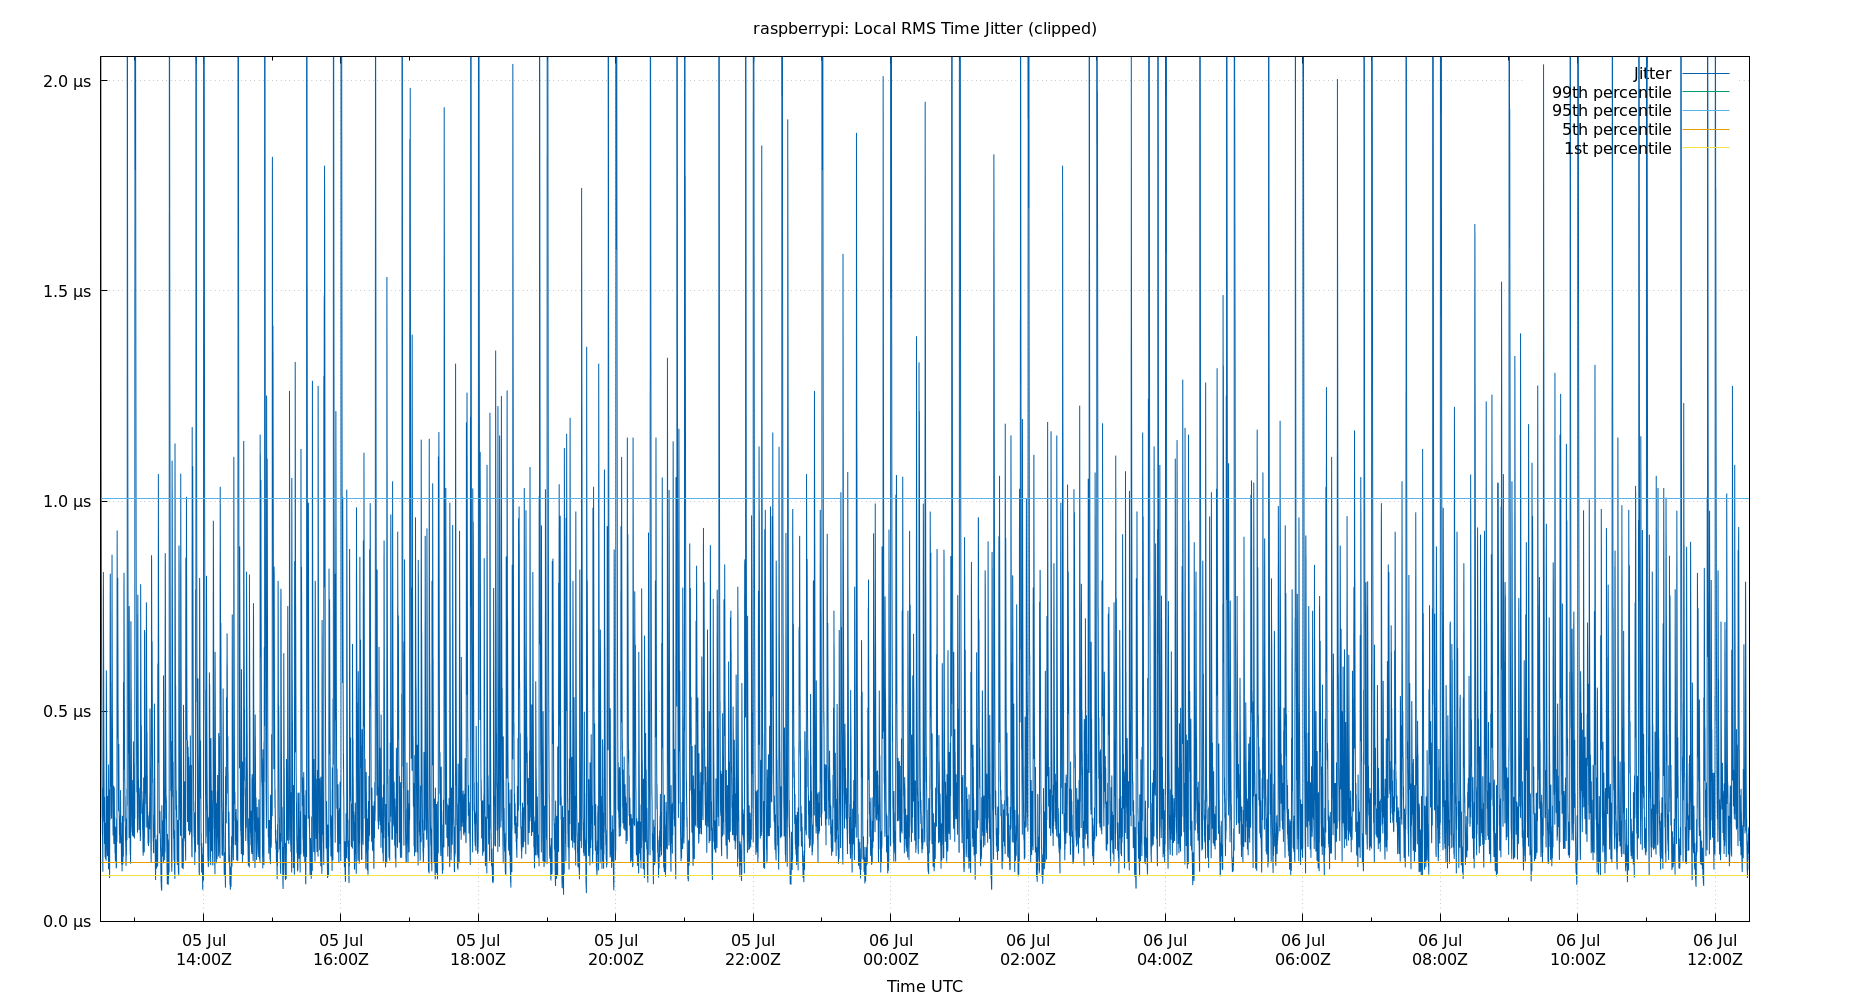 raspberrypi: Local RMS Time Jitter (clipped)
2.0 µs
1.5 µs
1.0 µs
0.5 µs
0.0 µs
Jitter
99th percentile
95th percentile
5th percentile
1st percentile
05 Jul 05 Jul 05 Jul 05 Jul 05 Jul 06 Jul 06 Jul 06 Jul 06 Jul 06 Jul 06 Jul 06 Jul
14:00Z 16:00Z 18:00Z 20:00Z 22:00Z 00:00Z 02:00Z 04:00Z 06:00Z 08:00Z 10:00Z 12:00Z
Time UTC